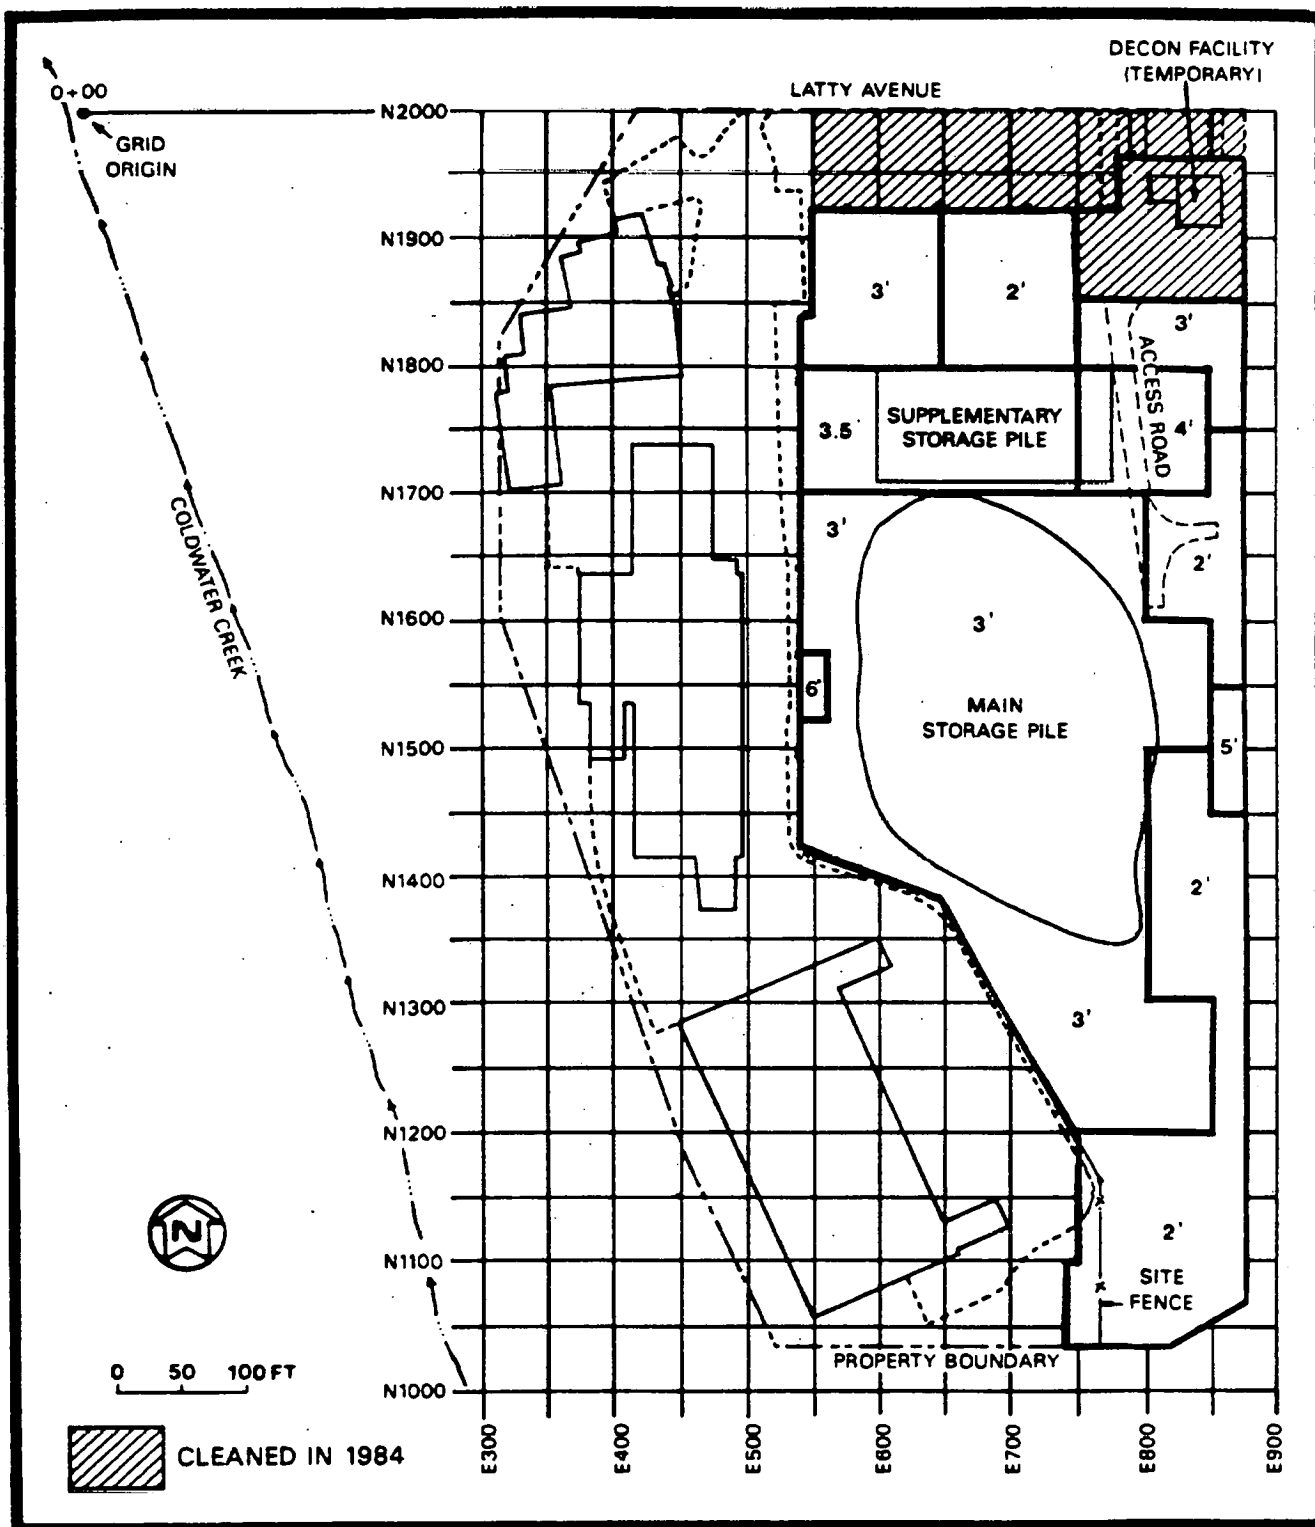 DECON FACILITY
(TEMPORARY)
LATTY AVENUE
0+00
GRID
ORIGIN
N2000
N1900
3'
2'
3'
N1800
ACCESS ROAD
3.5'
SUPPLEMENTARY
STORAGE PILE
4'
N1700
COLDWATER CREEK
3'
2'
N1600
3'
6'
MAIN
STORAGE PILE
N1500
5'
N1400
2'
N1300
3'
N1200
N
2'
N1100
SITE
FENCE
PROPERTY BOUNDARY
0 50 100 FT
N1000
E300
E400
E500
E600
E700
E800
E900
CLEANED IN 1984